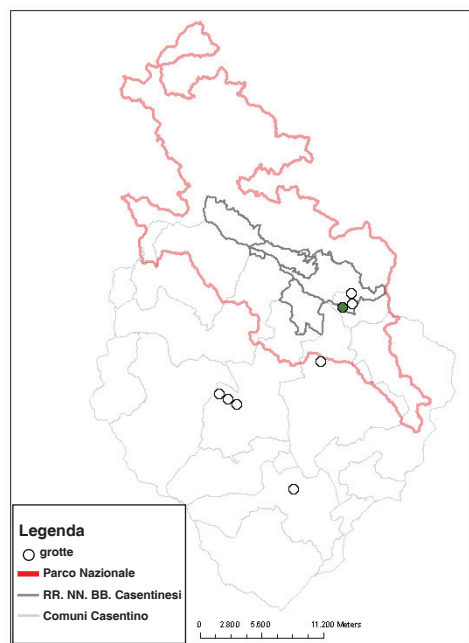 Legenda
grotte
Parco Nazionale
RR. NN. BB. Casentinesi
Comuni Casentino
0 2.800 5.600 11.200 Meters